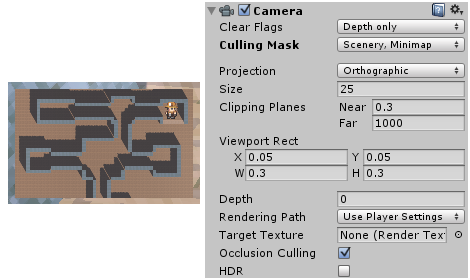 Camera
Clear Flags Depth only
Culling Mask Scenery, Minimap
Projection Orthographic
Size 25
Clipping Planes Near 0.3
Far 1000
Viewport Rect
X 0.05 Y 0.05
W 0.3 H 0.3
Depth 0
Rendering Path Use Player Settings
Target Texture None (Render Tex
Occlusion Culling
HDR